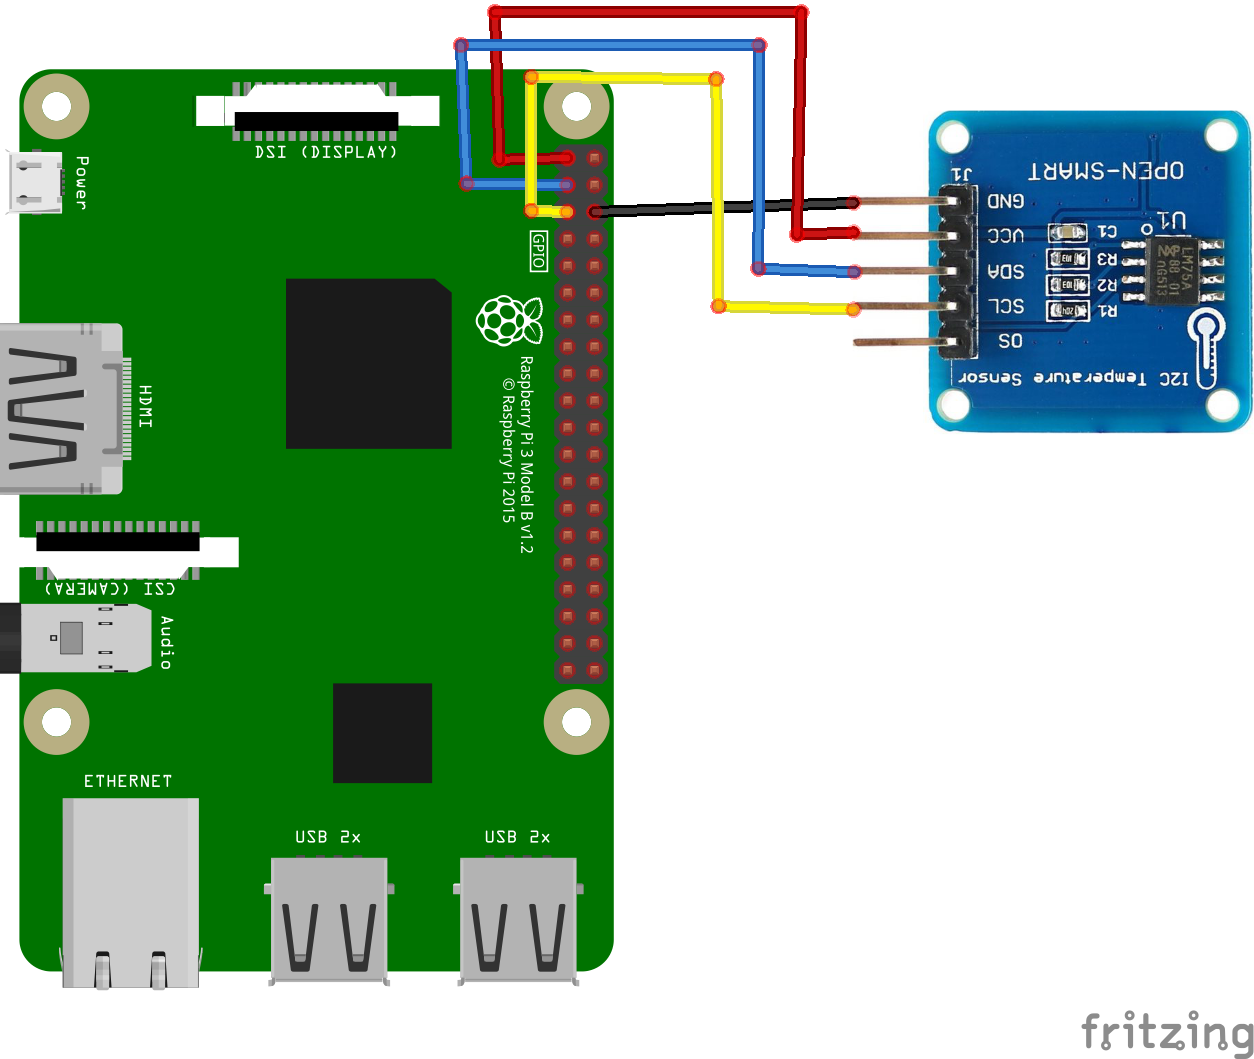 DSI (DISPLAY)
Power
GPIO
Raspberry Pi 3 Model B v1.2
© Raspberry Pi 2015
HDMI
CSI (CAMERA)
Audio
ETHERNET
USB 2x
USB 2x
OPEN-SMART
J1
GND
VCC
SDA
SCL
OS
C1
R3
R2
R1
U1
LM75A
I2C Temperature Sensor
fritzing